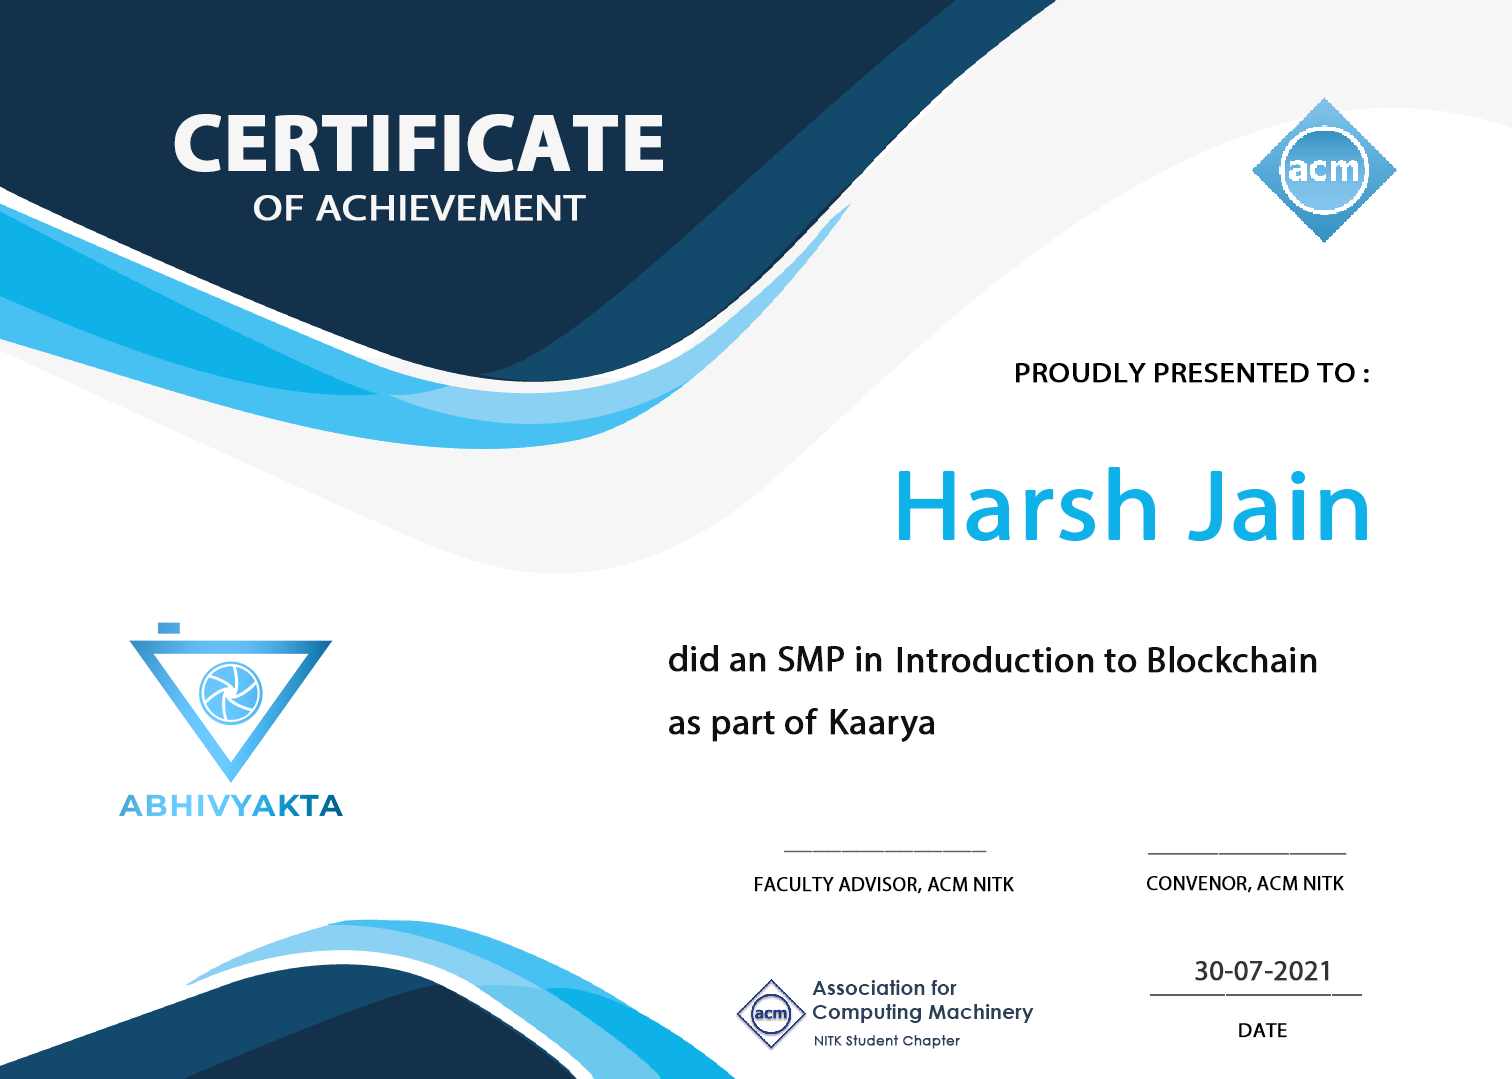 CERTIFICATE
OF ACHIEVEMENT
acm
PROUDLY PRESENTED TO :
Harsh Jain
did an SMP in Introduction to Blockchain
as part of Kaarya
ABHIVYAKTA
FACULTY ADVISOR, ACM NITK
CONVENOR, ACM NITK
30-07-2021
DATE
acm
Association for
Computing Machinery
NITK Student Chapter